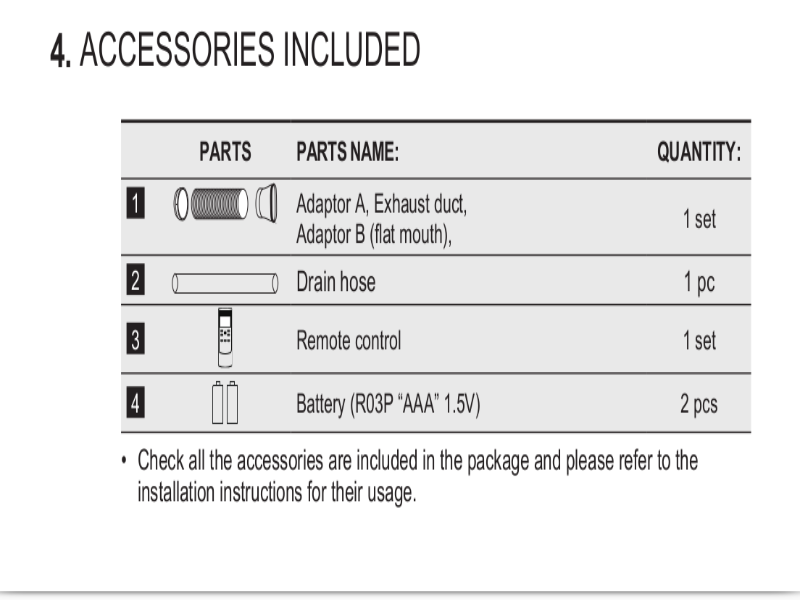 4. ACCESSORIES INCLUDED
PARTS PARTS NAME: QUANTITY:
1 Adaptor A, Exhaust duct,
Adaptor B (flat mouth), 1 set
2 Drain hose 1 pc
3 Remote control 1 set
4 Battery (R03P “AAA” 1.5V) 2 pcs
• Check all the accessories are included in the package and please refer to the
installation instructions for their usage.